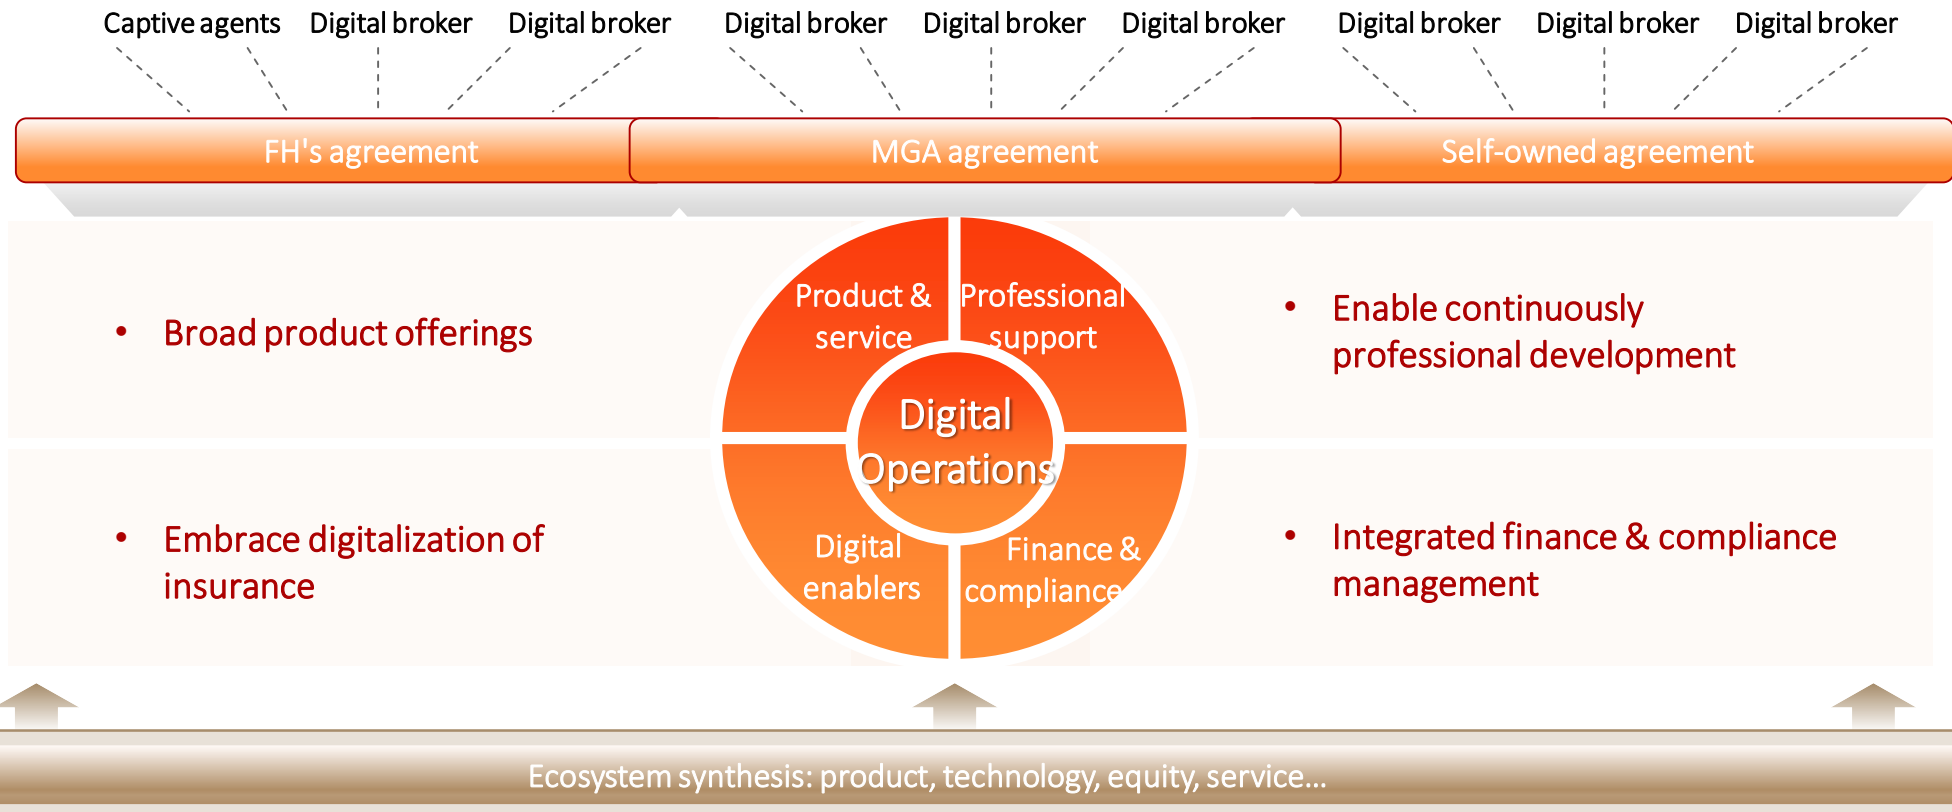 Captive agents Digital broker Digital broker Digital broker Digital broker Digital broker Digital broker Digital broker Digital broker
FH's agreement MGA agreement Self-owned agreement
• Broad product offerings
Product &
service
Professional
support
• Enable continuously
professional development
Digital
Operations
• Embrace digitalization of
insurance
Digital
enablers
Finance &
compliance
• Integrated finance & compliance
management
Ecosystem synthesis: product, technology, equity, service...